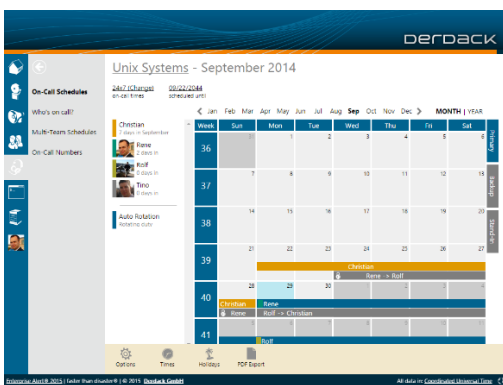 DERDACK
Unix Systems - September 2014
On-Call Schedules
Who's on call?
Multi-Team Schedules
On-Call Numbers
24x7 (Change)
on-call times
09/22/2044
scheduled until
Jan Feb Mar Apr May Jun Jul Aug Sep Oct Nov Dec
MONTH | YEAR
Christian
7 days in September
Rene
2 days in
Rolf
0 days in
Tino
0 days in
Auto Rotation
Rotating duty
Week Sun Mon Tue Wed Thu Fri Sat
36 31 1 2 3 4 5 6
37 7 8 9 10 11 12 13
38 14 15 16 17 18 19 20
39 21 22 23 24 25 26 27
Christian
Rene -> Rolf
40 28 29 30 1 2 3 4
Christian Rene
Rene Rolf -> Christian
41
Rolf
Primary
Backup
Stand-in
Options
Times
Holidays
PDF Export
Enterprise Alert® 2015 | faster than disaster® | © 2015 Derdack GmbH
All data in: Coordinated Universal Time